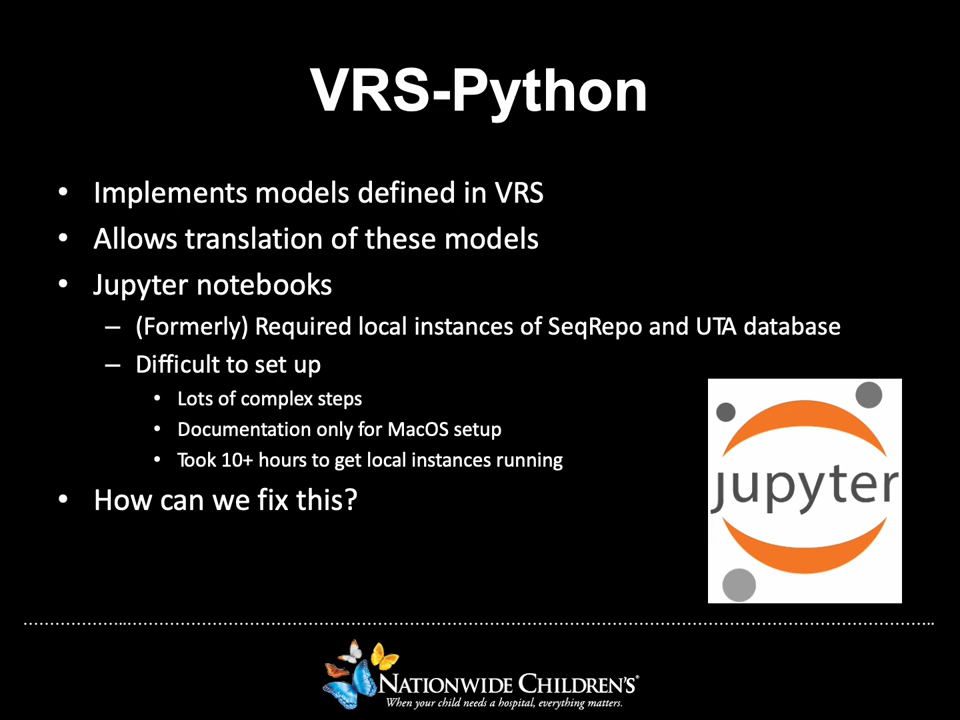 VRS-Python
• Implements models defined in VRS
• Allows translation of these models
• Jupyter notebooks
– (Formerly) Required local instances of SeqRepo and UTA database
– Difficult to set up
• Lots of complex steps
• Documentation only for MacOS setup
• Took 10+ hours to get local instances running
• How can we fix this?
jupyter
NATIONWIDE CHILDREN'S®
When your child needs a hospital, everything matters.